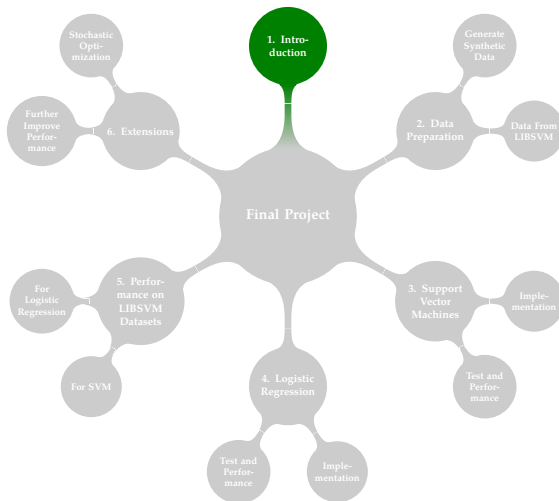 1. Intro-
duction
Generate
Synthetic
Data
2. Data
Preparation
Data From
LIBSVM
3. Support
Vector
Machines
Imple-
mentation
Test and
Perfor-
mance
4. Logistic
Regression
Imple-
mentation
Test and
Perfor-
mance
5. Perfor-
mance on
LIBSVM
Datasets
For SVM
For
Logistic
Regression
6. Extensions
Further
Improve
Perfor-
mance
Stochastic
Opti-
mization
Final Project